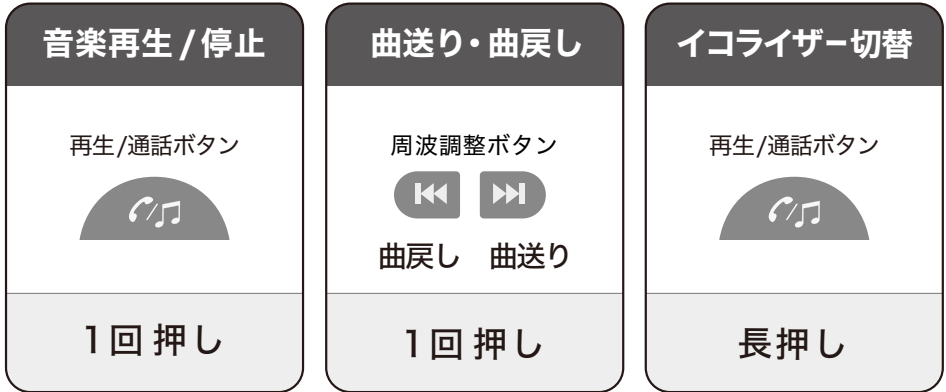 音楽再生/停止
再生/通話ボタン
1回押し
曲送り・曲戻し
周波調整ボタン
曲戻し 曲送り
1回押し
イコライザー切替
再生/通話ボタン
長押し